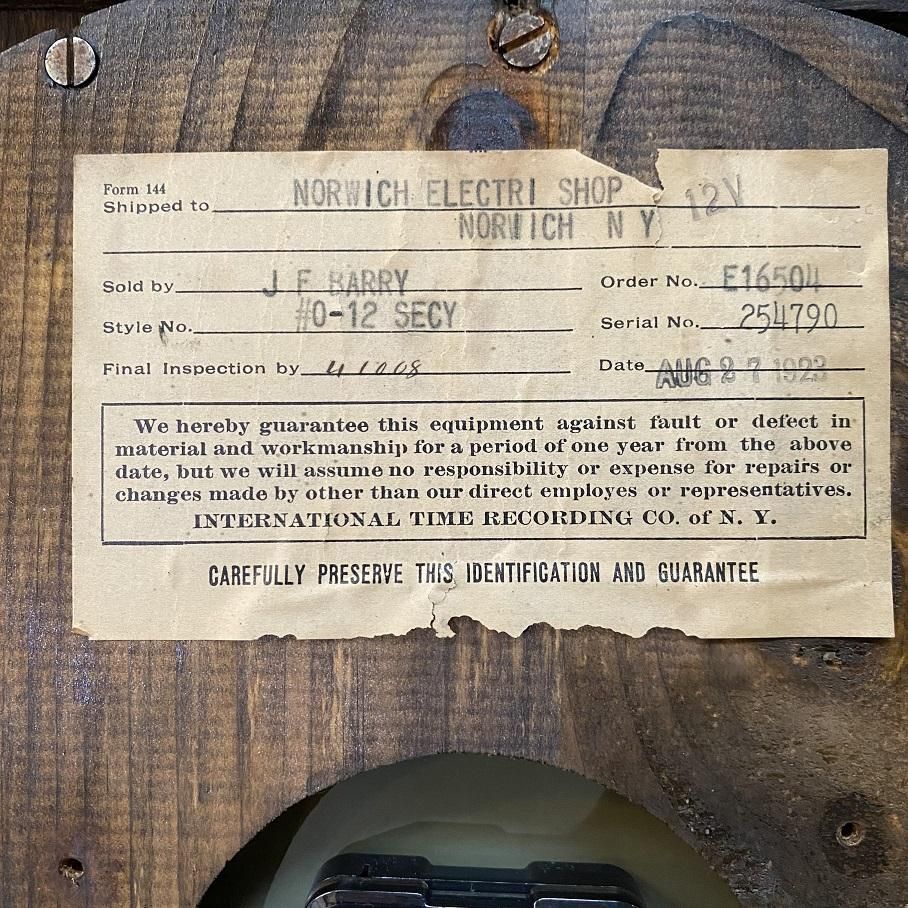 Form 144
Shipped to NORWICH ELECTRI SHOP 12V
NORWICH N Y
Sold by J F BARRY Order No. E16504
Style No. #0-12 SECY Serial No. 254790
Final Inspection by Date AUG 27 1923
We hereby guarantee this equipment against fault or defect in
material and workmanship for a period of one year from the above
date, but we will assume no responsibility or expense for repairs or
changes made by other than our direct employes or representatives.
INTERNATIONAL TIME RECORDING CO. of N. Y.
CAREFULLY PRESERVE THIS IDENTIFICATION AND GUARANTEE